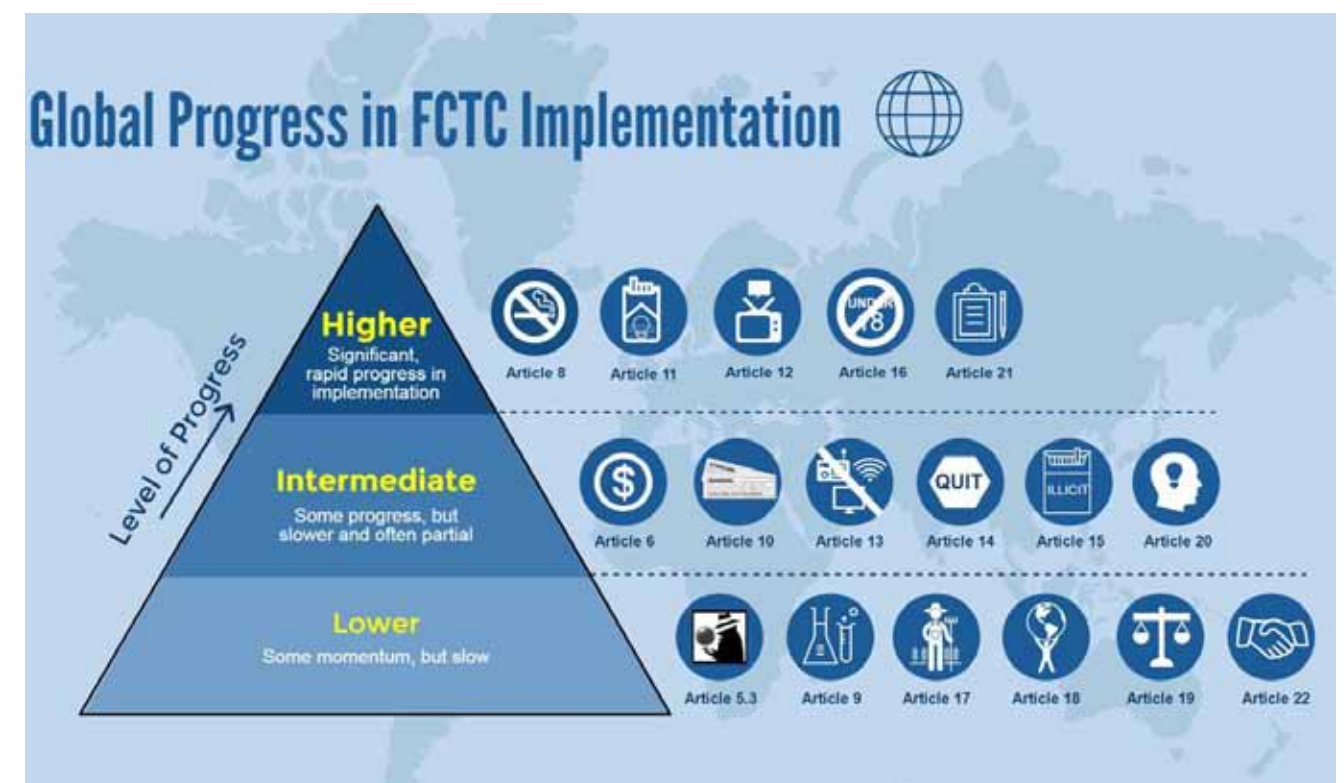 Global Progress in FCTC Implementation
Level of Progress
Higher
Significant,
rapid progress in
implementation
UNDER
18
Article 8
Article 11
Article 12
Article 16
Article 21
Intermediate
Some progress, but
slower and often partial
$
QUIT
ILLICIT
Article 6
Article 10
Article 13
Article 14
Article 15
Article 20
Lower
Some momentum, but slow
Article 5.3
Article 9
Article 17
Article 18
Article 19
Article 22